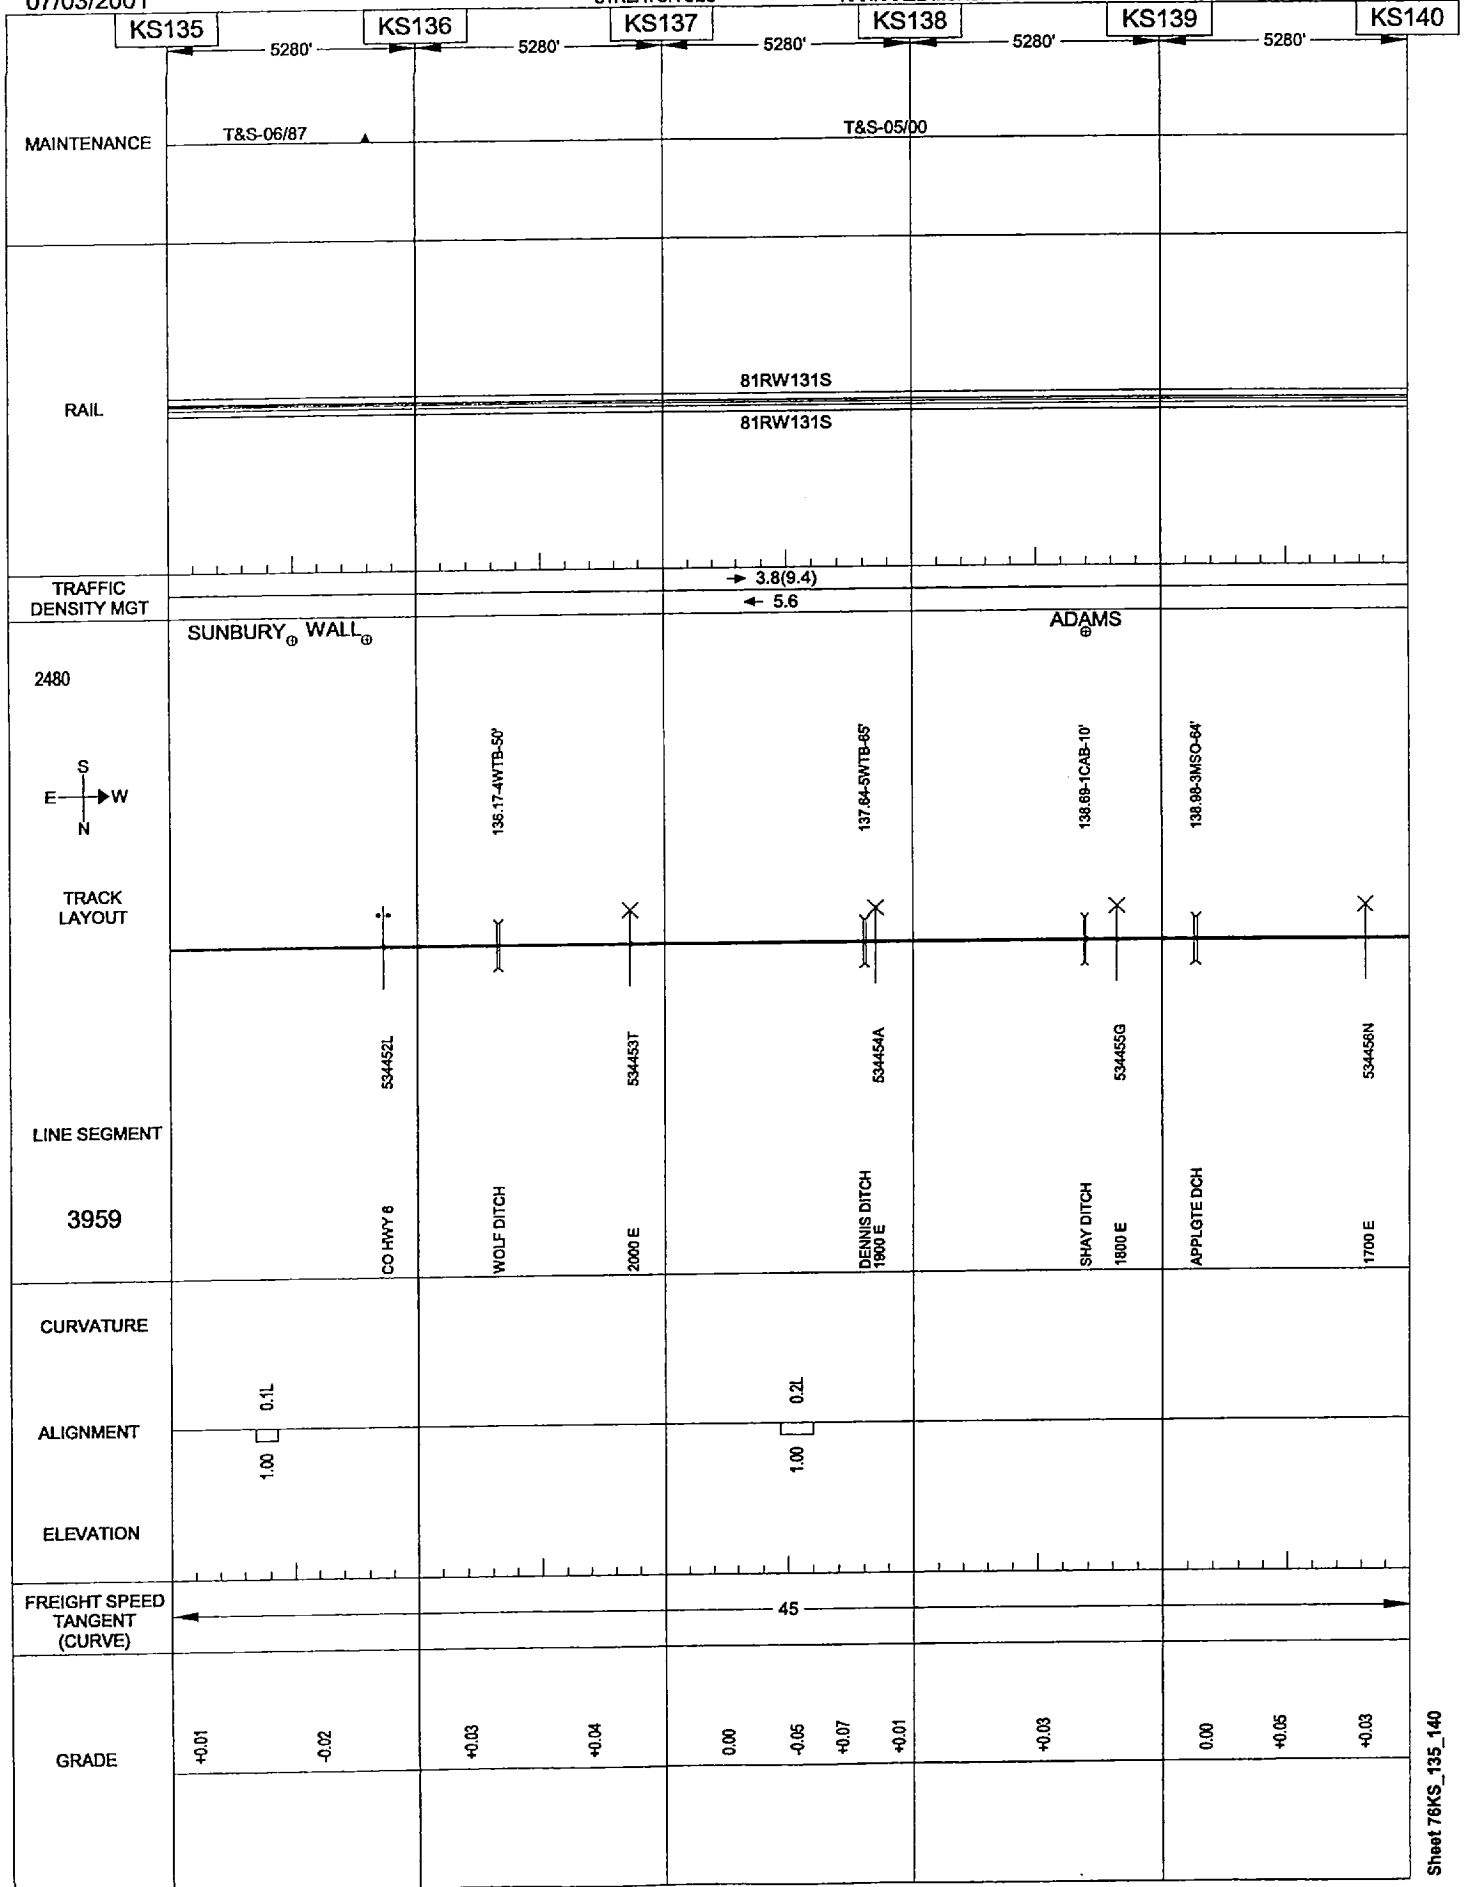 07/03/2001
KS135 KS136 KS137 KS138 KS139 KS140
5280' 5280' 5280' 5280' 5280'
MAINTENANCE
T&S-06/87 T&S-05/00
RAIL
81RW131S
81RW131S
TRAFFIC
DENSITY MGT
3.8(9.4)
5.6
SUNBURY WALL ADAMS
2480
S
E W
N
136.17-4WTB-50'
137.64-5WTB-65'
138.69-1CAB-10'
138.98-3MSO-64'
TRACK
LAYOUT
534452L
534453T
534454A
534455G
534456N
LINE SEGMENT
3959
CO HWY 6
WOLF DITCH
2000 E
DENNIS DITCH
1900 E
SHAY DITCH
1800 E
APPLGTE DCH
1700 E
CURVATURE
0.1L 0.2L
ALIGNMENT
1.00 1.00
ELEVATION
FREIGHT SPEED
TANGENT
(CURVE)
45
GRADE
+0.01 -0.02 +0.03 +0.04 0.00 -0.05 +0.07 +0.01 +0.03 0.00 +0.05 +0.03
Sheet 76KS_135_140